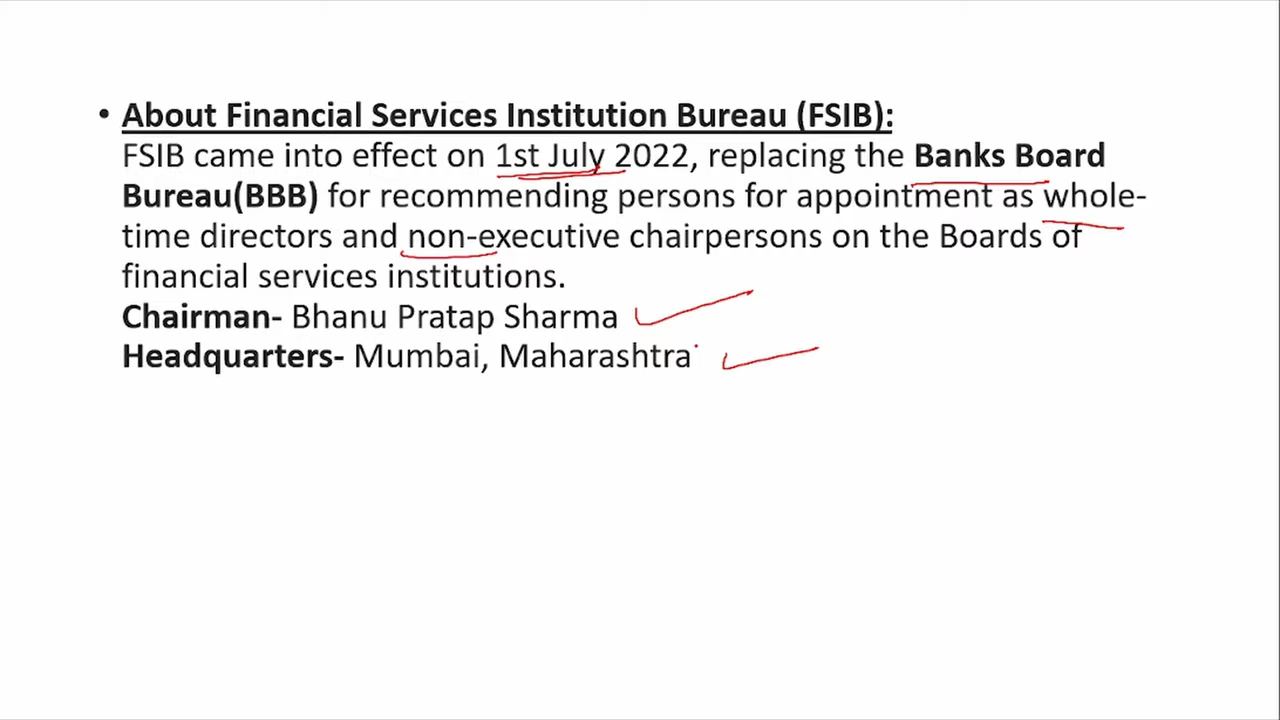 • About Financial Services Institution Bureau (FSIB):
FSIB came into effect on 1st July 2022, replacing the Banks Board
Bureau(BBB) for recommending persons for appointment as whole-
time directors and non-executive chairpersons on the Boards of
financial services institutions.
Chairman- Bhanu Pratap Sharma
Headquarters- Mumbai, Maharashtra